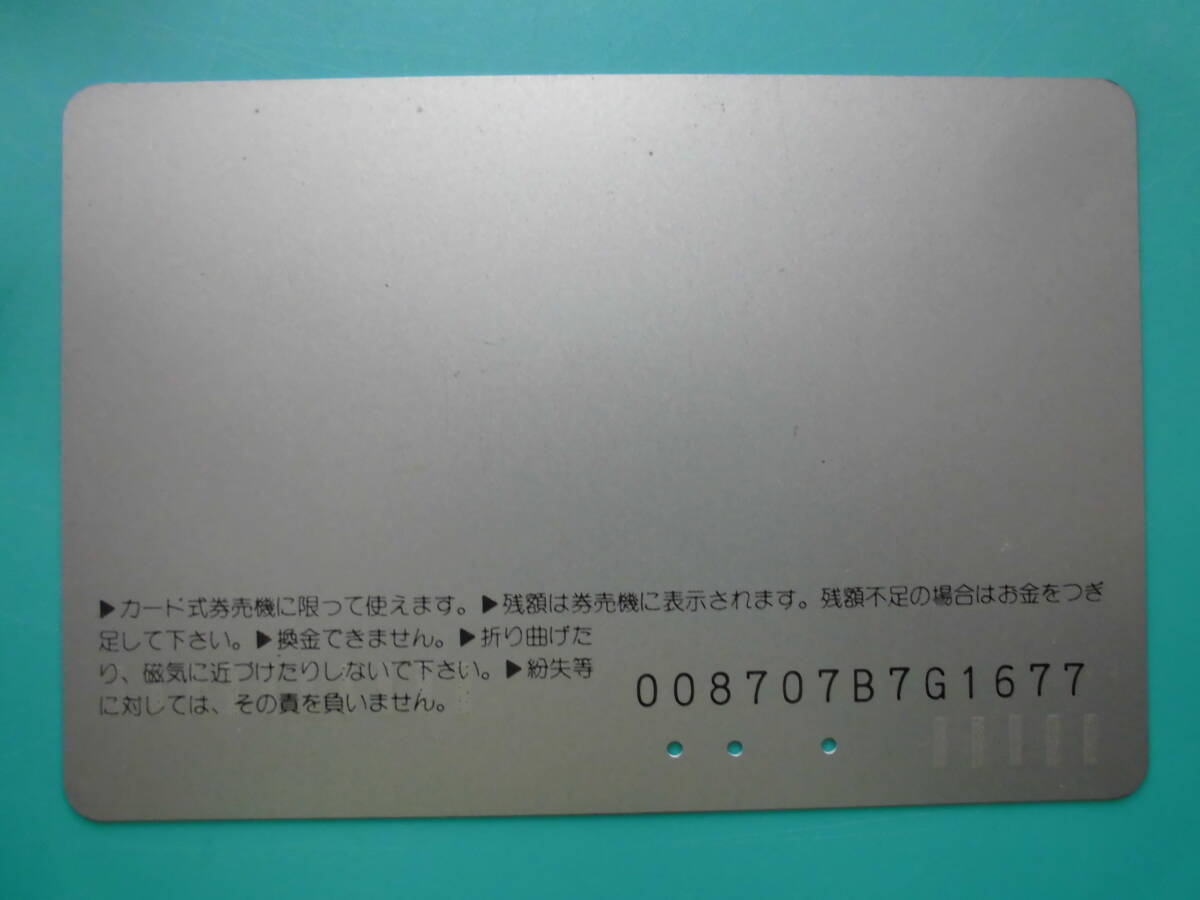 ▶カード式券売機に限って使えます。▶残額は券売機に表示されます。残額不足の場合はお金をつぎ
足して下さい。▶換金できません。▶折り曲げた
り、磁気に近づけたりしないで下さい。▶紛失等
に対しては、その責を負いません。
008707B7G1677